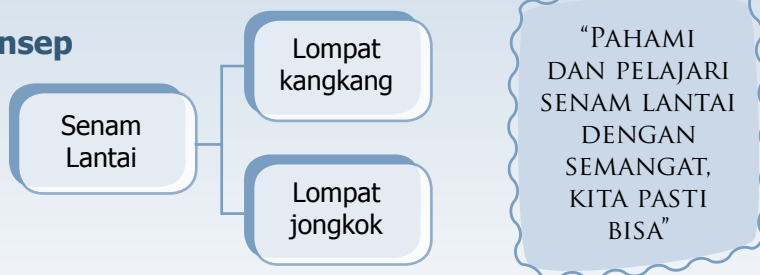 nsep
Senam
Lantai
Lompat
kangkang
Lompat
jongkok
“PAHAMI
DAN PELAJARI
SENAM LANTAI
DENGAN
SEMANGAT,
KITA PASTI
BISA”